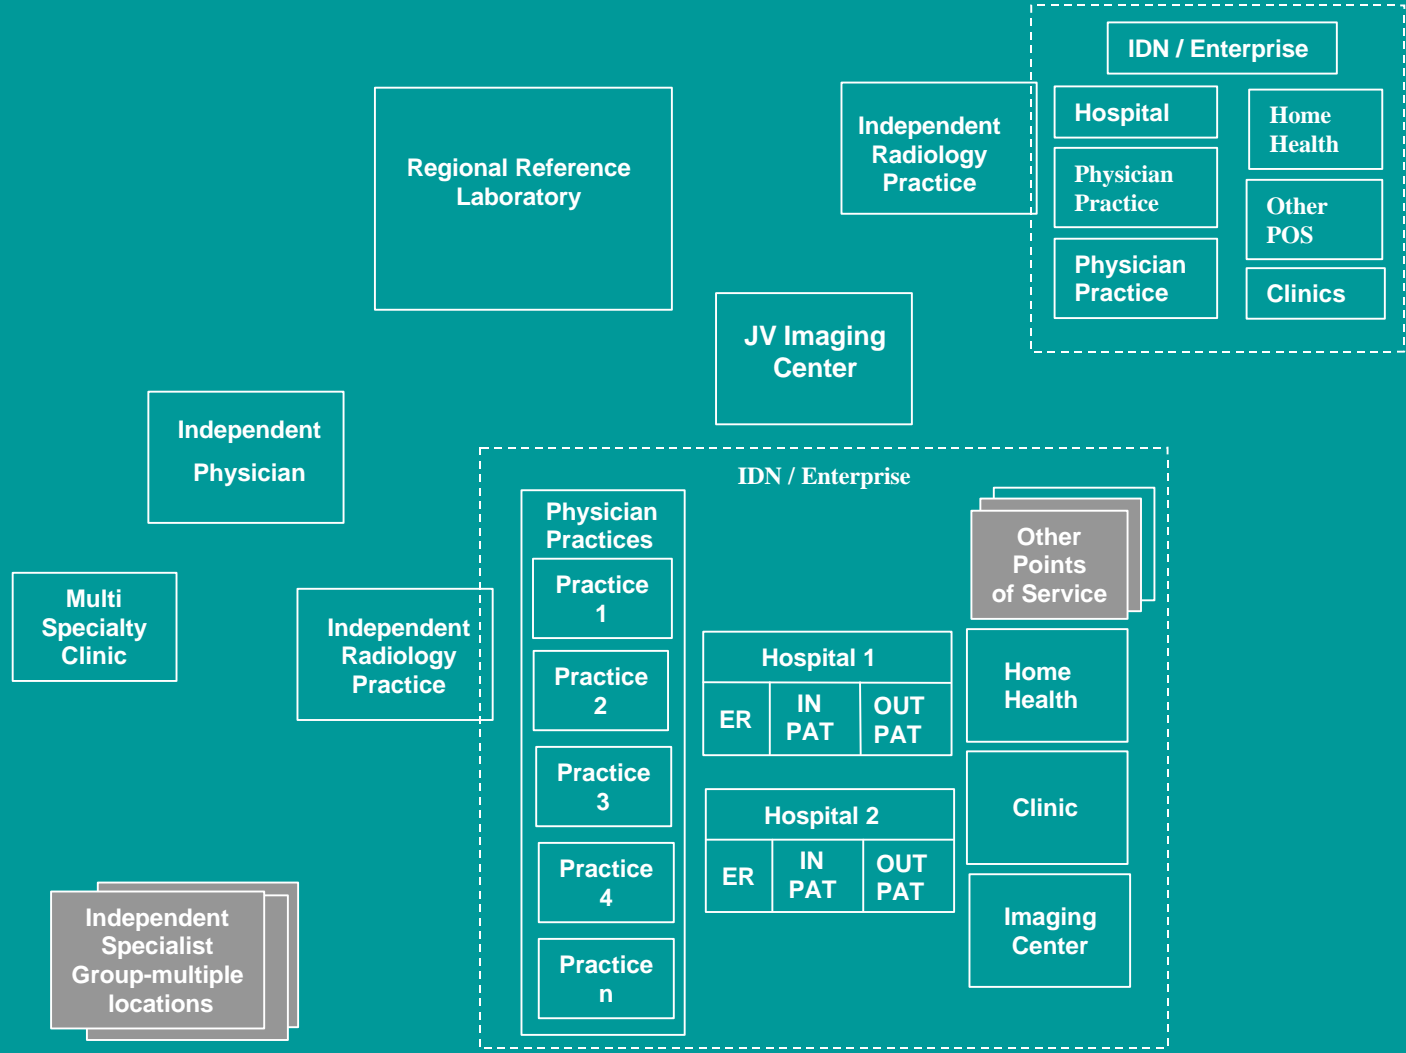 IDN / Enterprise
Hospital
Home
Health
Physician
Practice
Other
POS
Physician
Practice
Clinics
Independent
Radiology
Practice
Regional Reference
Laboratory
JV Imaging
Center
Independent
Physician
Multi
Specialty
Clinic
Independent
Radiology
Practice
Independent
Specialist
Group-multiple
locations
IDN / Enterprise
Physician
Practices
Practice
1
Practice
2
Practice
3
Practice
4
Practice
n
Hospital 1
ER
IN
PAT
OUT
PAT
Hospital 2
ER
IN
PAT
OUT
PAT
Other
Points
of Service
Home
Health
Clinic
Imaging
Center